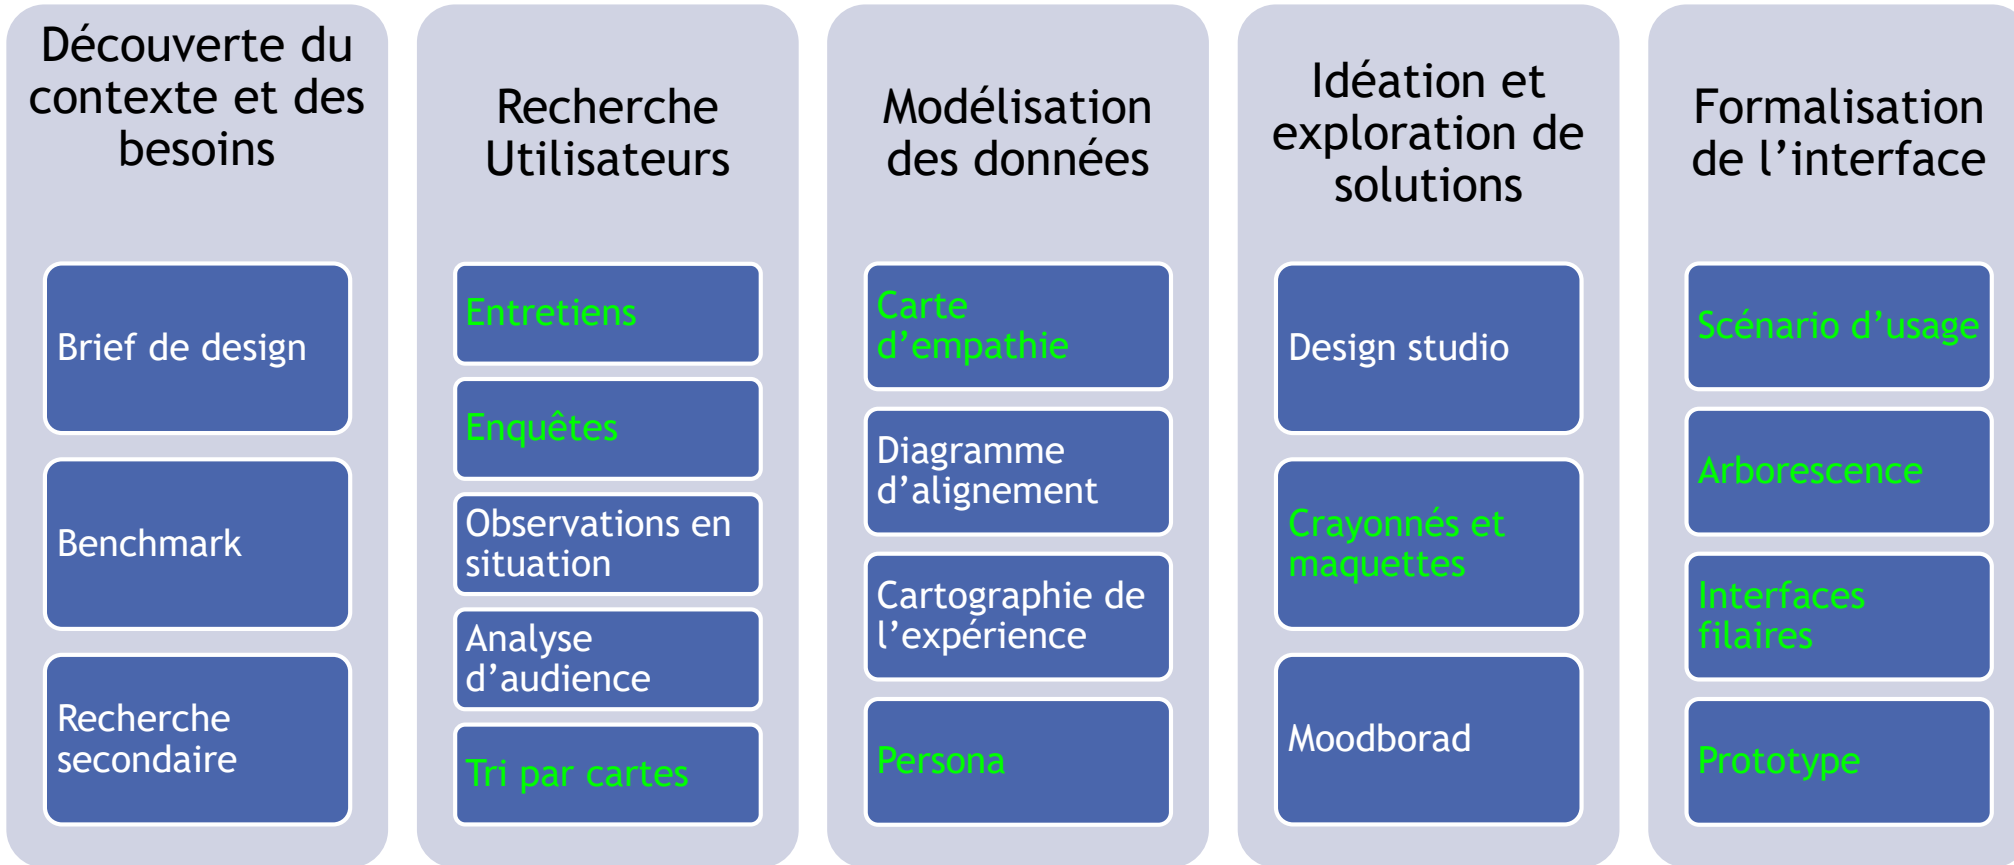 Découverte du
contexte et des
besoins
Brief de design
Benchmark
Recherche
secondaire
Recherche
Utilisateurs
Entretiens
Enquêtes
Observations en
situation
Analyse
d’audience
Tri par cartes
Modélisation
des données
Carte
d’empathie
Diagramme
d’alignement
Cartographie de
l’expérience
Persona
Idéation et
exploration de
solutions
Design studio
Crayonnés et
maquettes
Moodborad
Formalisation
de l’interface
Scénario d’usage
Arborescence
Interfaces
filaires
Prototype